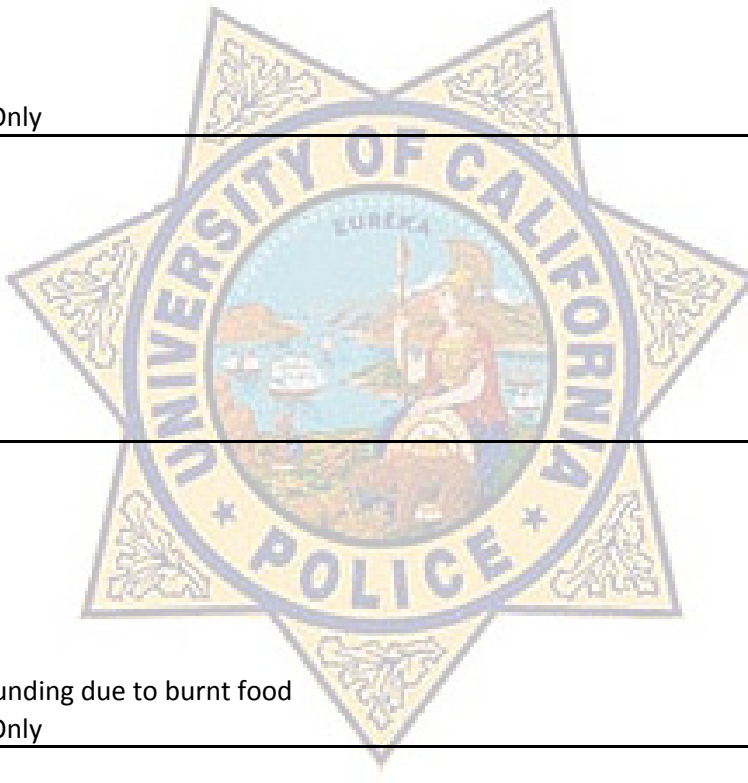 Only
UNIVERSITY OF CALIFORNIA
EUREKA
POLICE
unding due to burnt food
Only